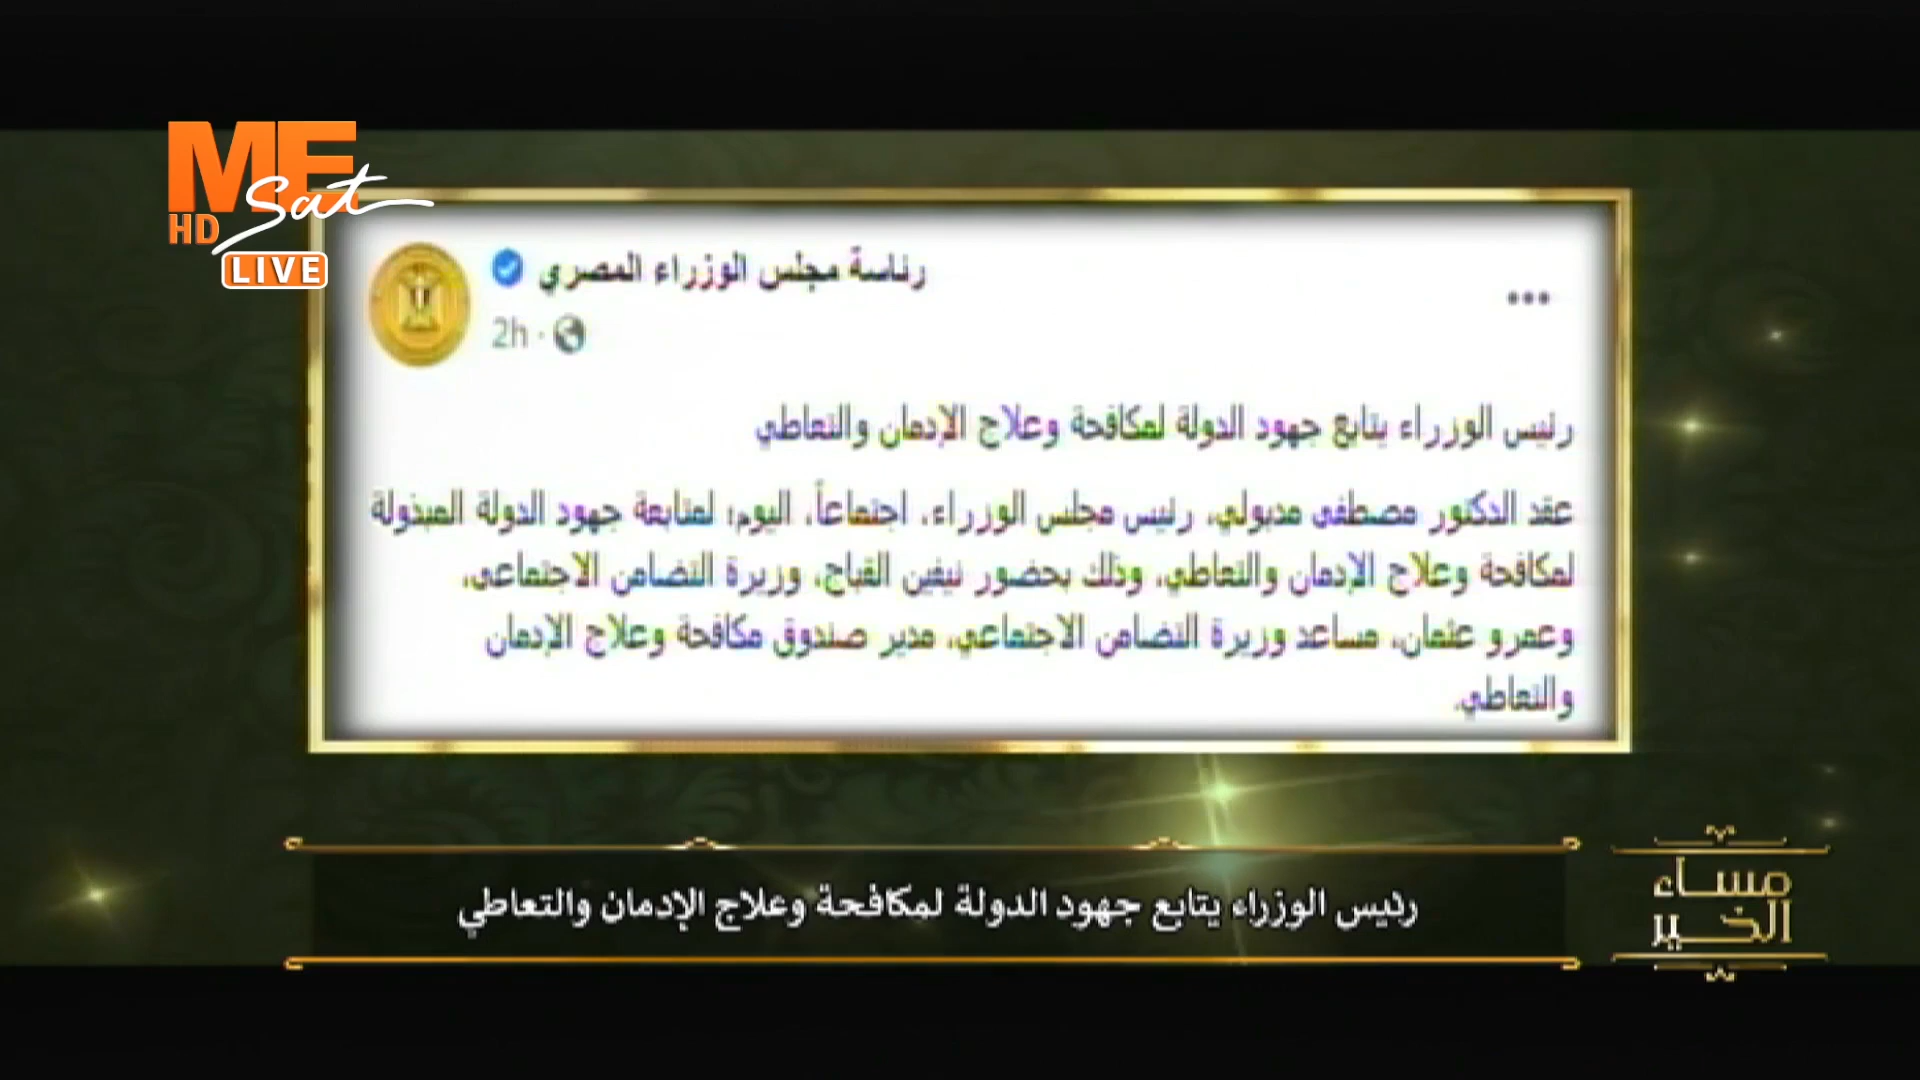 ME
Sat
HD
LIVE
رئاسة مجلس الوزراء المصري
2h
رئيس الوزراء يتابع جهود الدولة لمكافحة وعلاج الإدمان والتعاطي
عقد الدكتور مصطفى مدبولي، رئيس مجلس الوزراء، اجتماعاً، اليوم؛ لمتابعة جهود الدولة المبذولة
لمكافحة وعلاج الإدمان والتعاطي، وذلك بحضور نيفين القباج، وزيرة التضامن الاجتماعى،
وعمرو عثمان، مساعد وزيرة التضامن الاجتماعي، مدير صندوق مكافحة وعلاج الإدمان
والتعاطي.
رئيس الوزراء يتابع جهود الدولة لمكافحة وعلاج الإدمان والتعاطي
مساء
الخير